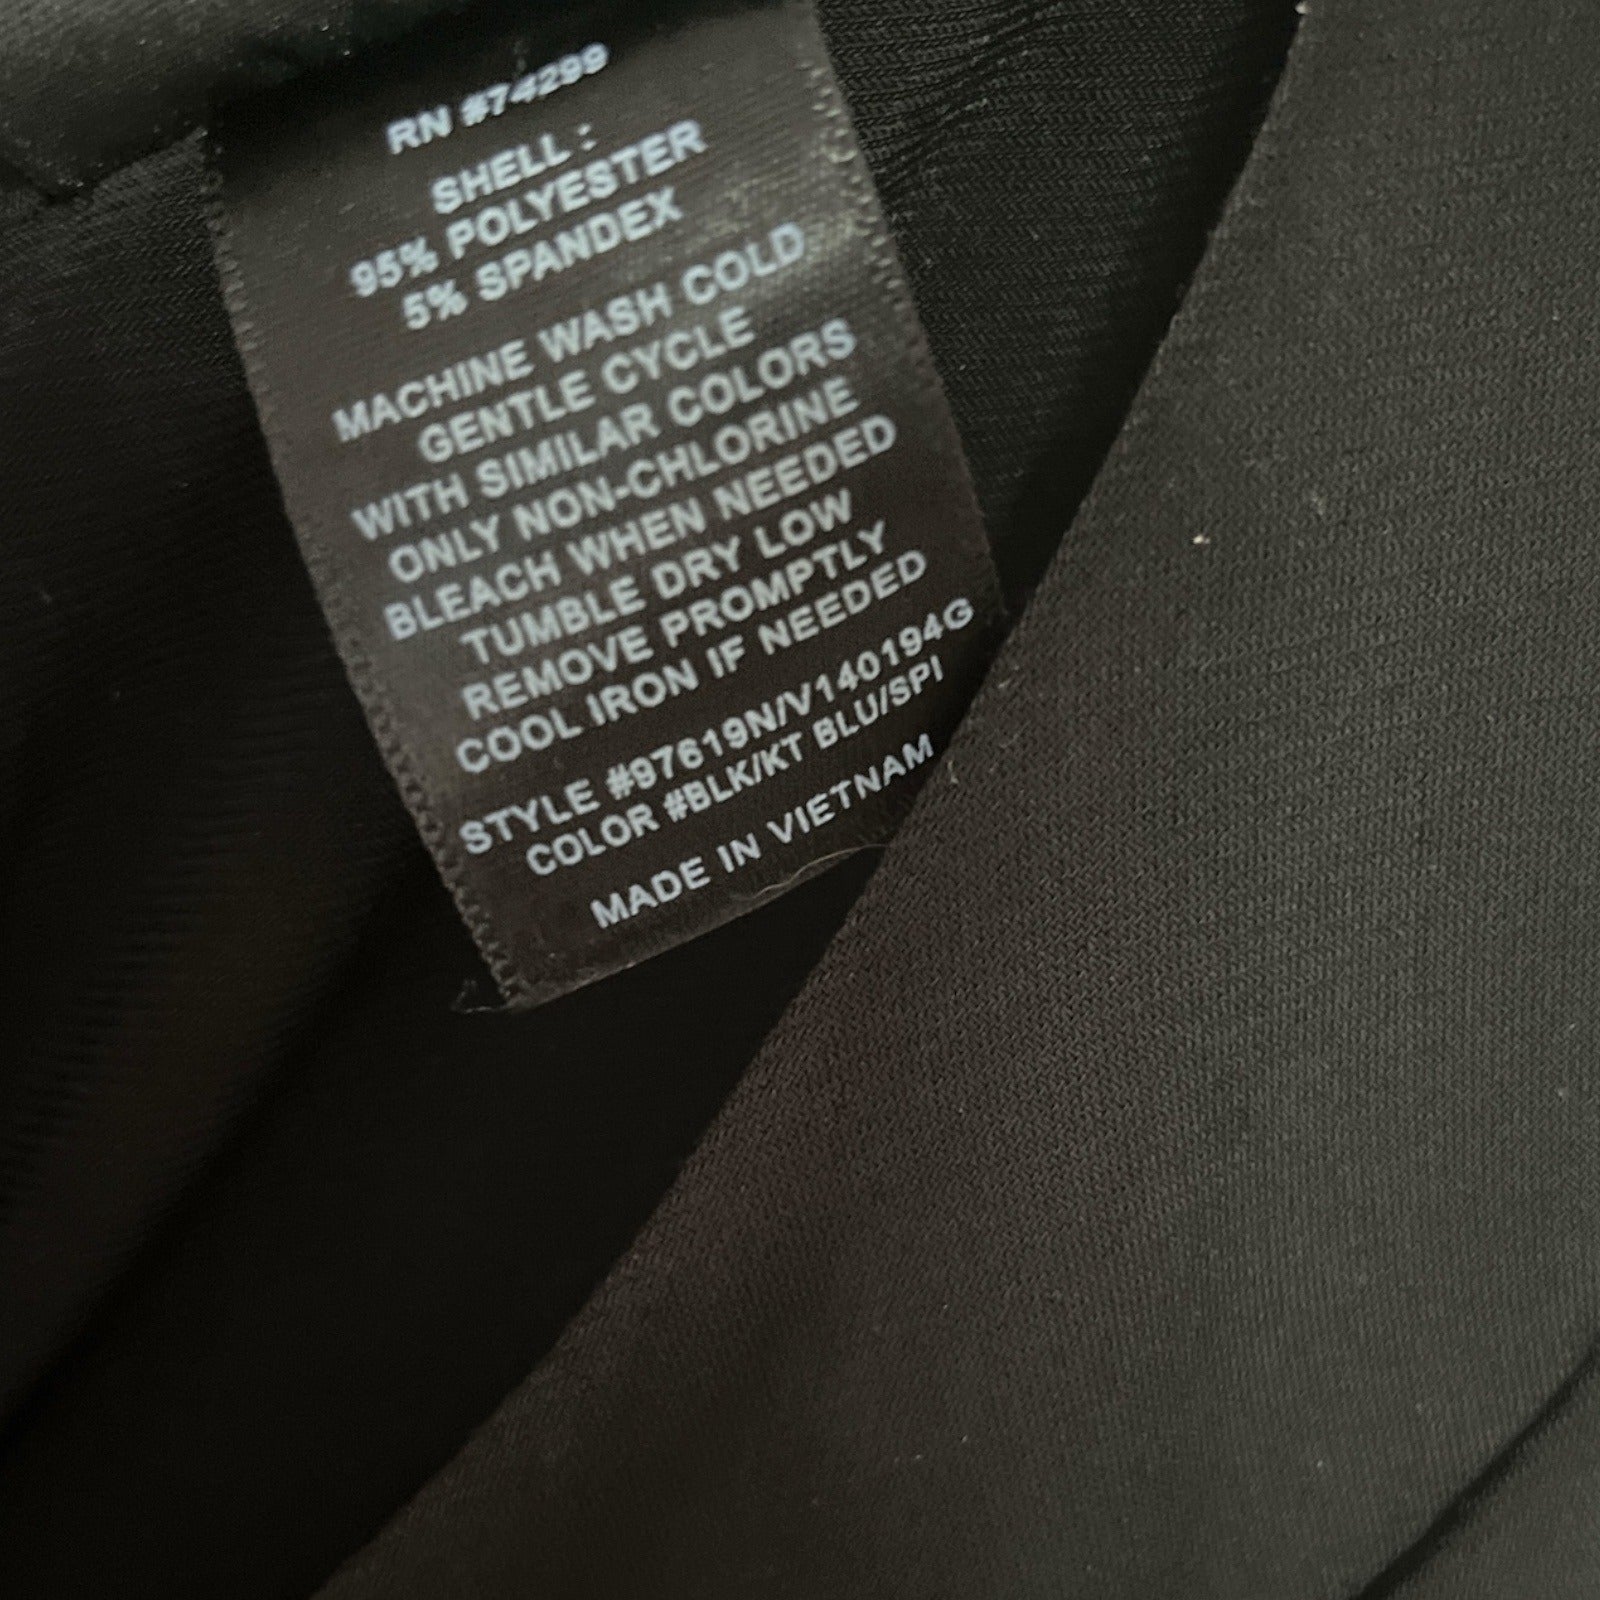 RN #74299
SHELL :
95% POLYESTER
5% SPANDEX
MACHINE WASH COLD
GENTLE CYCLE
WITH SIMILAR COLORS
ONLY NON-CHLORINE
BLEACH WHEN NEEDED
TUMBLE DRY LOW
REMOVE PROMPTLY
COOL IRON IF NEEDED
STYLE #97619N/V140194G
COLOR #BLK/KT BLU/SPI
MADE IN VIETNAM